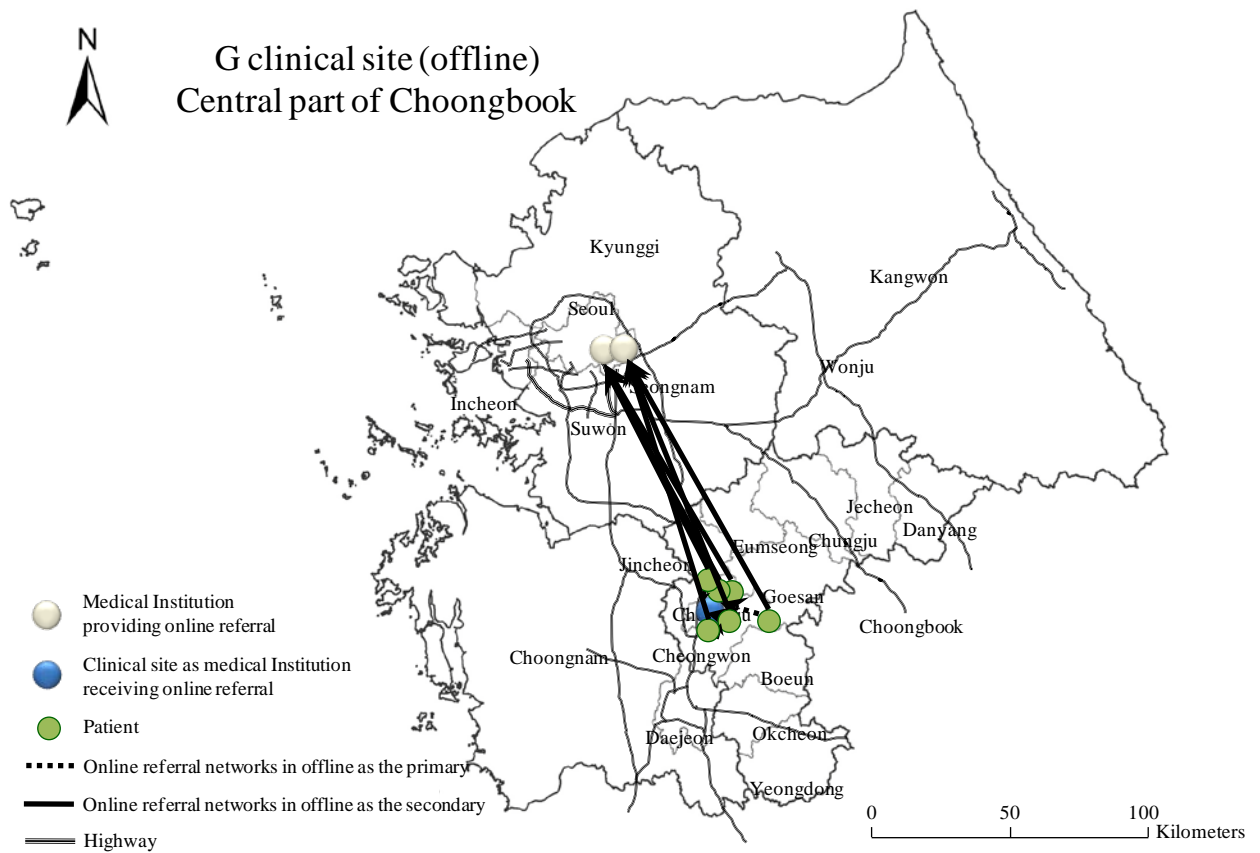 N
G clinical site (offline)
Central part of Choongbook
Kyunggi
Kangwon
Seoul
Wonju
Seongnam
Incheon
Suwon
Jecheon
Danyang
Chungju
Eumseong
Jincheon
Goesan
Choongbook
Cheongwon
Choongnam
Boeun
Okcheon
Daejeon
Yeongdong
Medical Institution
providing online referral
Clinical site as medical Institution
receiving online referral
Patient
Online referral networks in offline as the primary
Online referral networks in offline as the secondary
Highway
0 50 100
Kilometers